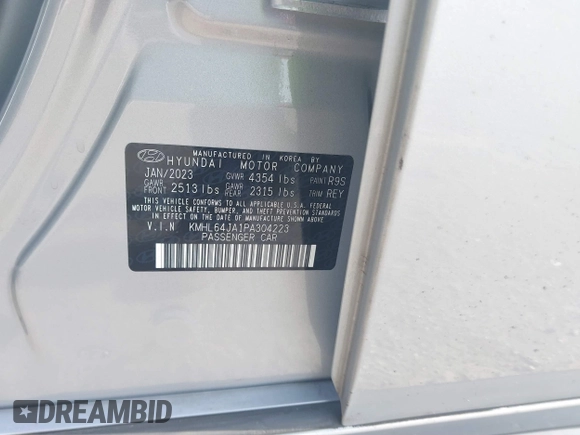 MANUFACTURED IN KOREA BY
HYUNDAI MOTOR COMPANY
JAN/2023 GVWR 4354 lbs PAINT R9S
GAWR FRONT 2513 lbs GAWR REAR 2315 lbs TRIM REY
THIS VEHICLE CONFORMS TO ALL APPLICABLE U.S.A. FEDERAL
MOTOR VEHICLE SAFETY, BUMPER, AND THEFT PREVENTION STANDARDS
IN EFFECT ON THE DATE OF MANUFACTURE SHOWN ABOVE.
V.I.N KMHL64JA1PA304223
PASSENGER CAR
DREAMBID